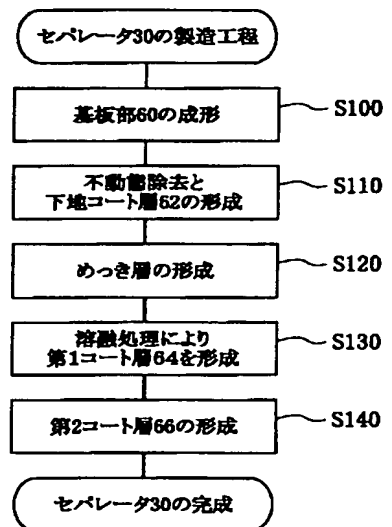 セパレータ30の製造工程
基板部60の成形
S100
不動態除去と
下地コート層62の形成
S110
めっき層の形成
S120
溶融処理により
第1コート層64を形成
S130
第2コート層66の形成
S140
セパレータ30の完成